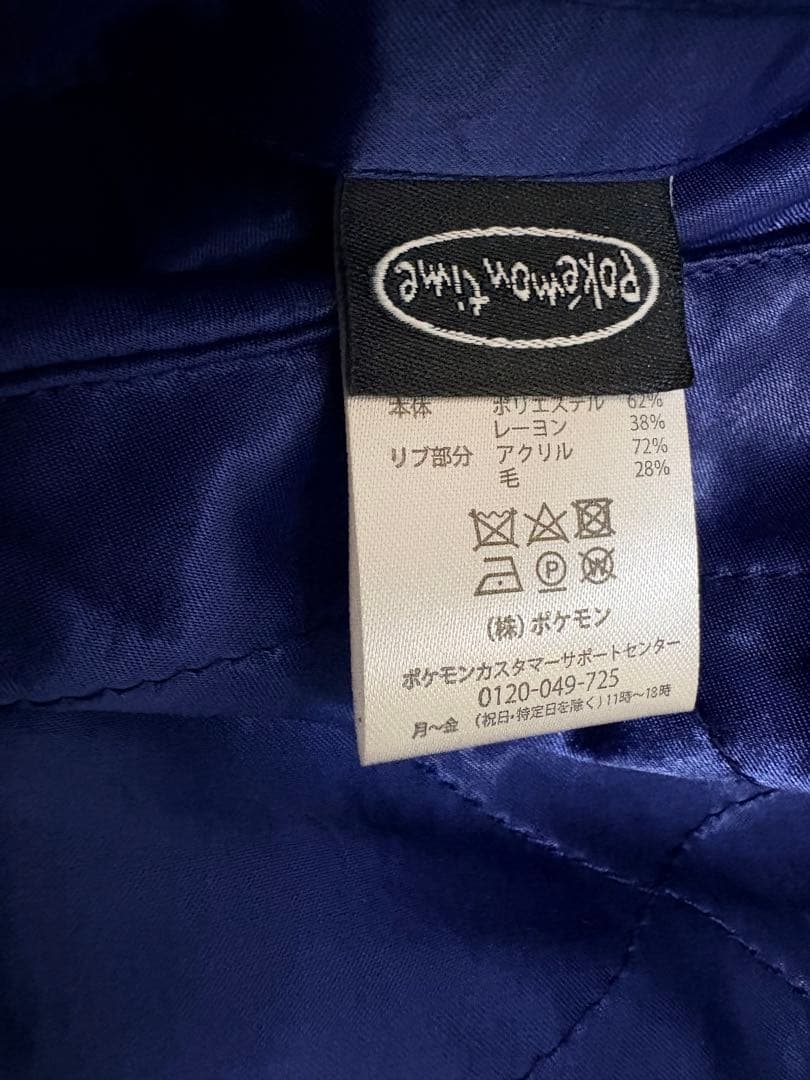 Pokémon time
本体 ポリエステル 62%
レーヨン 38%
リブ部分 アクリル 72%
毛 28%
P W
(株)ポケモン
ポケモンカスタマーサポートセンター
0120-049-725
月~金 (祝日・特定日を除く)11時~18時